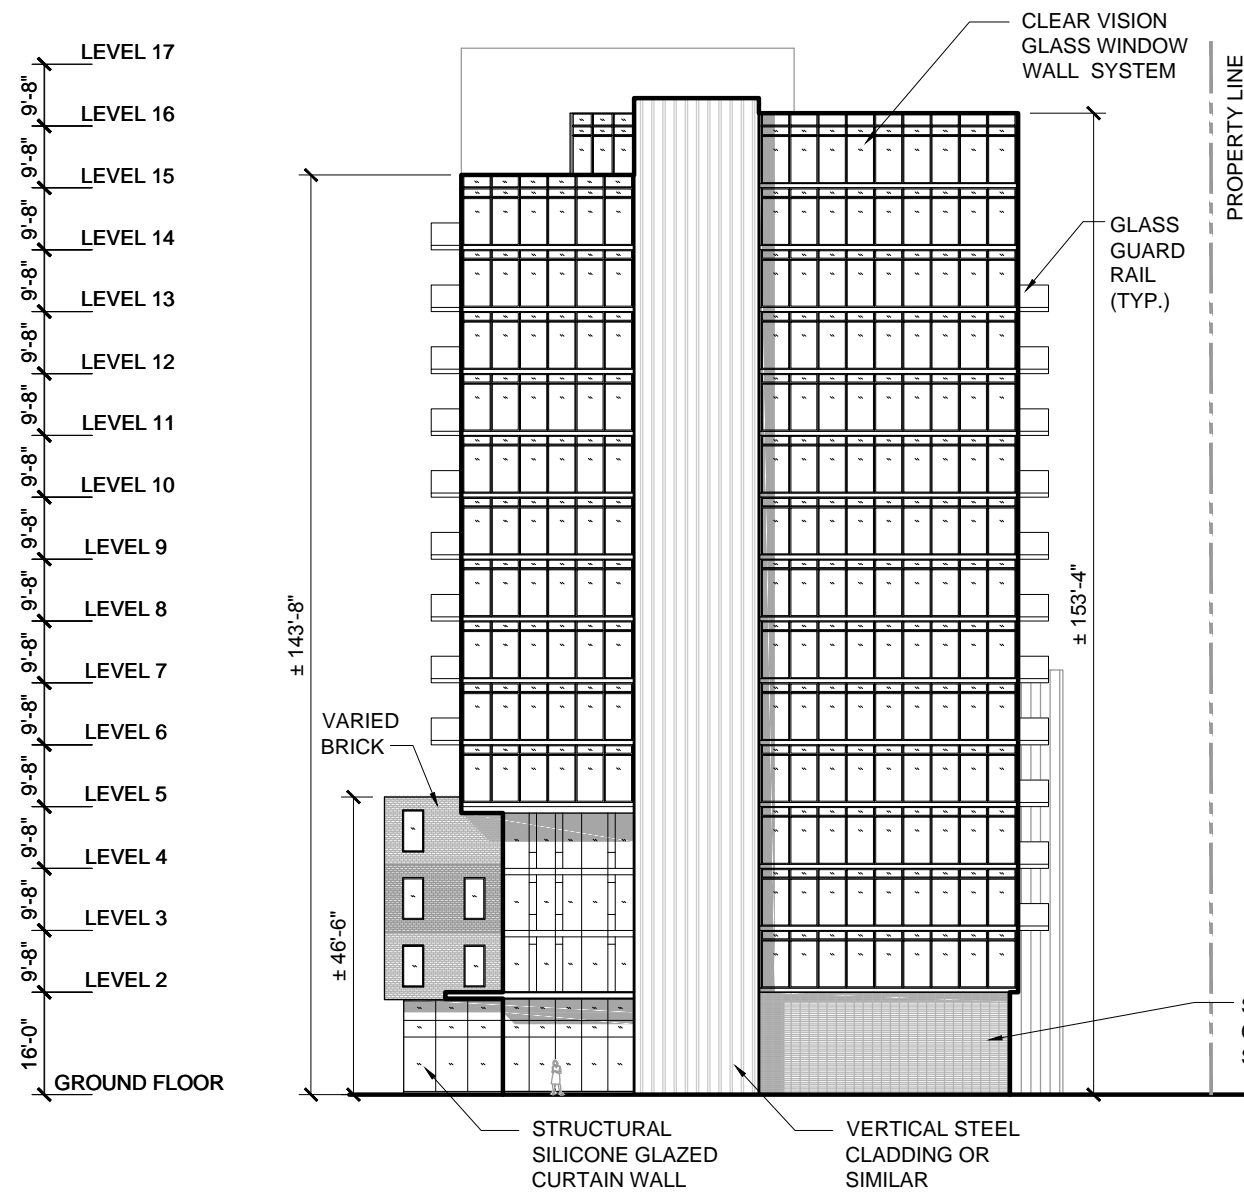 LEVEL 17
9'-8"
LEVEL 16
9'-8"
LEVEL 15
9'-8"
LEVEL 14
9'-8"
LEVEL 13
9'-8"
LEVEL 12
9'-8"
LEVEL 11
9'-8"
LEVEL 10
9'-8"
LEVEL 9
9'-8"
LEVEL 8
9'-8"
LEVEL 7
9'-8"
LEVEL 6
9'-8"
LEVEL 5
9'-8"
LEVEL 4
9'-8"
LEVEL 3
9'-8"
LEVEL 2
16'-0"
GROUND FLOOR
± 143'-8"
VARIED
BRICK
± 46'-6"
CLEAR VISION
GLASS WINDOW
WALL SYSTEM
PROPERTY LINE
GLASS
GUARD
RAIL
(TYP.)
± 153'-4"
STRUCTURAL
SILICONE GLAZED
CURTAIN WALL
VERTICAL STEEL
CLADDING OR
SIMILAR